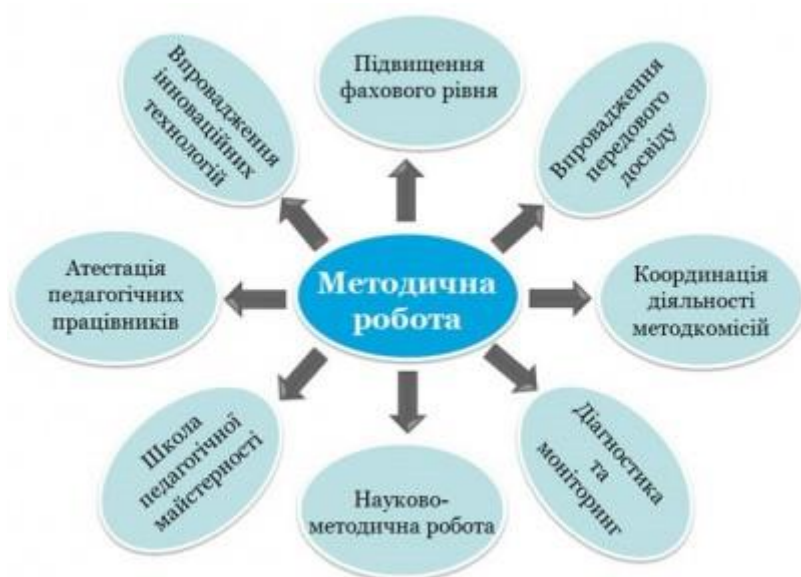 Підвищення
фахового рівня
Впровадження
передового
досвіду
Координація
діяльності
методкомісій
Діагностика
та
моніторинг
Науково-
методична робота
Школа
педагогічної
майстерності
Атестація
педагогічних
працівників
Впровадження
інноваційних
технологій
Методична
робота